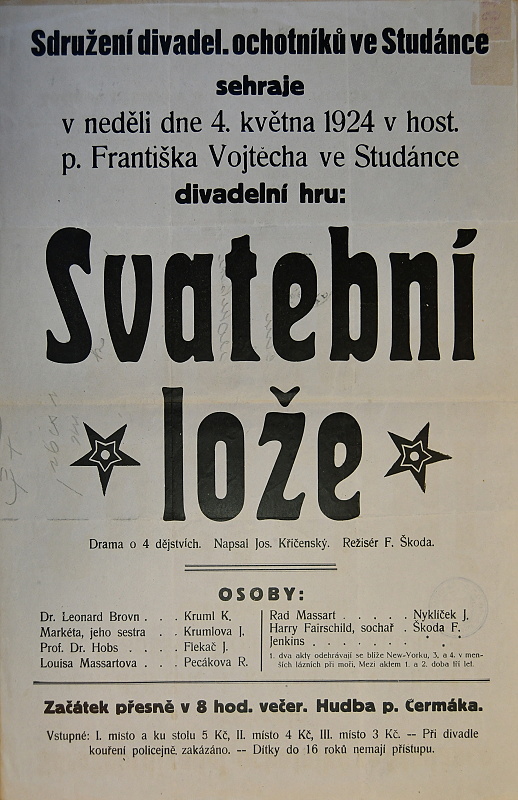 Sdružení divadel. ochotníků ve Studánce
sehraje
v neděli dne 4. května 1924 v host.
p. Františka Vojtěcha ve Studánce
divadelní hru:
Svatební
lože
Drama o 4 dějstvích. Napsal Jos. Křičenský. Režisér F. Škoda.
OSOBY:
Dr. Leonard Brovn . . . Kruml K.
Markéta, jeho sestra . . Krumlova J.
Prof. Dr. Hobs . . . Flekač J.
Louisa Massartova . . . Pecákova R.
Rad Massart . . . . . Nyklíček J.
Harry Fairschild, sochař . Škoda F.
Jenkins . . . . . . . .
1. dva akty odehrávají se blíže New-Yorku, 3. a 4. v men-
ších lázních při moři. Mezi aktem 1. a 2. doba tří let.
Začátek přesně v 8 hod. večer. Hudba p. Čermáka.
Vstupné: I. místo a ku stolu 5 Kč, II. místo 4 Kč, III. místo 3 Kč. -- Při divadle
kouření policejně zakázáno. -- Dítky do 16 roků nemají přístupu.